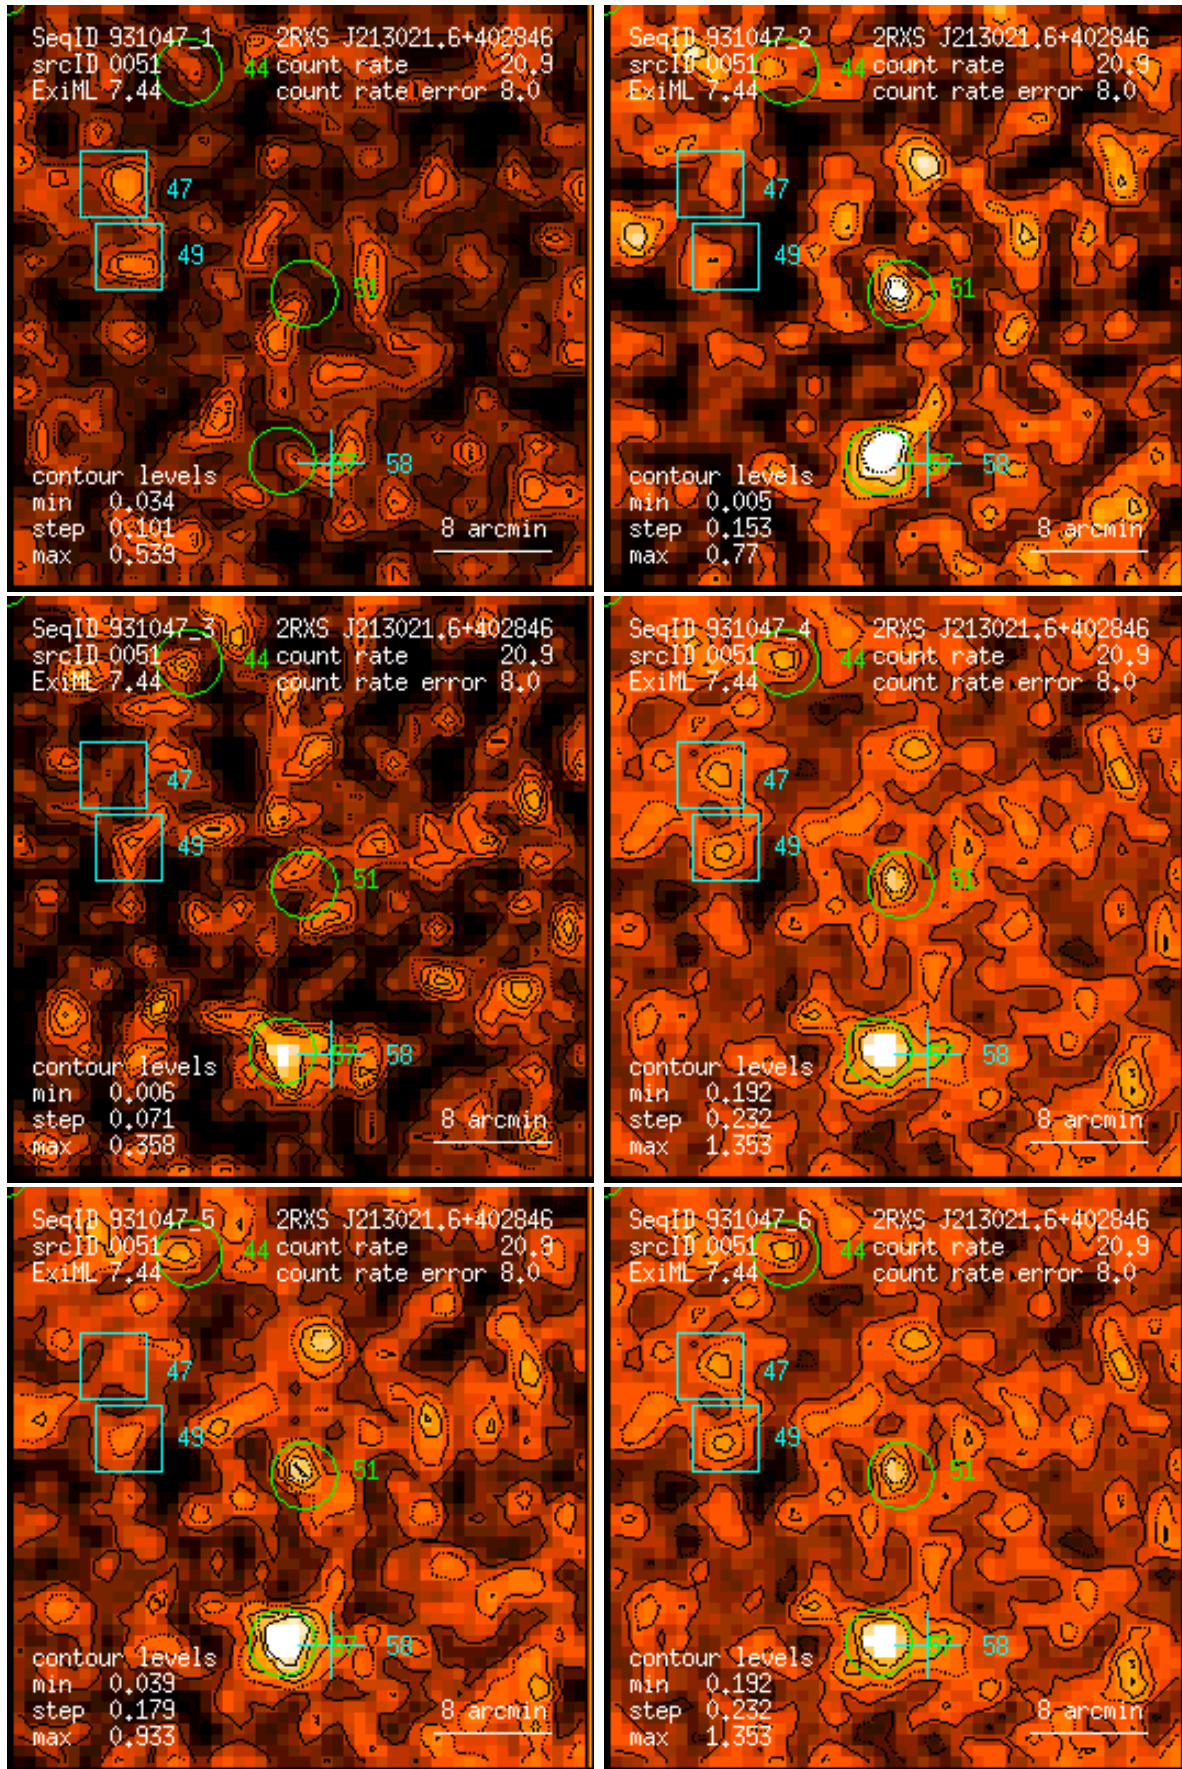 SeqID 931047_1 2RXS J213021.6+402846
srcID 0051 44 count rate 20.9
ExiML 7.44 count rate error 8.0
47
49
51
57 58
contour levels
min 0.034
step 0.101 8 arcmin
max 0.539
SeqID 931047_2 2RXS J213021.6+402846
srcID 0051 44 count rate 20.9
ExiML 7.44 count rate error 8.0
47
49
51
57 58
contour levels
min 0.005
step 0.153 8 arcmin
max 0.77
SeqID 931047_3 2RXS J213021.6+402846
srcID 0051 44 count rate 20.9
ExiML 7.44 count rate error 8.0
47
49
51
57 58
contour levels
min 0.006
step 0.071 8 arcmin
max 0.358
SeqID 931047_4 2RXS J213021.6+402846
srcID 0051 44 count rate 20.9
ExiML 7.44 count rate error 8.0
47
49
51
57 58
contour levels
min 0.192
step 0.232 8 arcmin
max 1.353
SeqID 931047_5 2RXS J213021.6+402846
srcID 0051 44 count rate 20.9
ExiML 7.44 count rate error 8.0
47
49
51
57 58
contour levels
min 0.039
step 0.179 8 arcmin
max 0.933
SeqID 931047_6 2RXS J213021.6+402846
srcID 0051 44 count rate 20.9
ExiML 7.44 count rate error 8.0
47
49
51
57 58
contour levels
min 0.192
step 0.232 8 arcmin
max 1.353